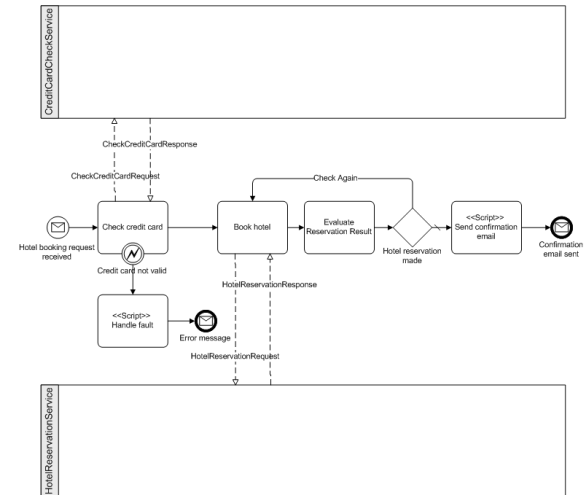 CreditCardCheckService
CheckCreditCardResponse
CheckCreditCardRequest
Check Again
Check credit card
Book hotel
Evaluate
Reservation Result
<<Script>>
Send confirmation
email
Hotel booking request
received
Hotel reservation
made
Confirmation
email sent
Credit card not valid
HotelReservationResponse
<<Script>>
Handle fault
Error message
HotelReservationRequest
HotelReservationService